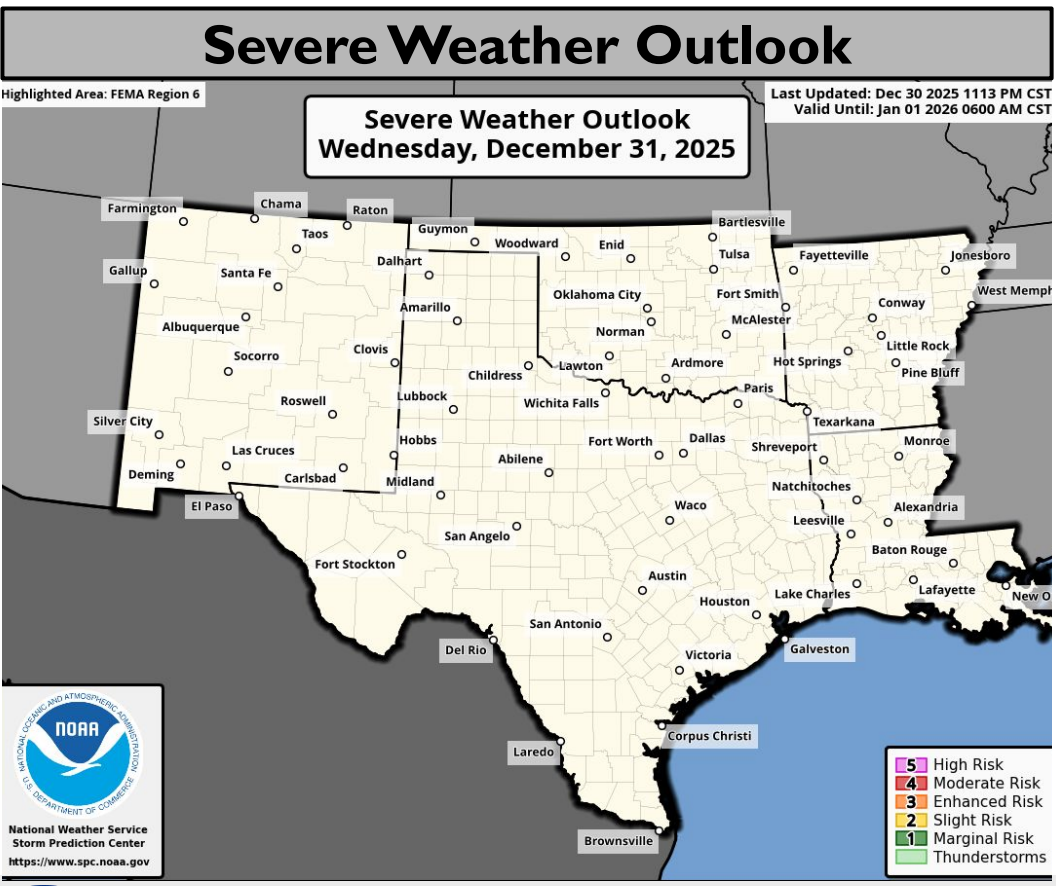 Severe Weather Outlook
Highlighted Area: FEMA Region 6
Last Updated: Dec 30 2025 1113 PM CST
Valid Until: Jan 01 2026 0600 AM CST
Severe Weather Outlook
Wednesday, December 31, 2025
Farmington
Chama
Raton
Taos
Guymon
Woodward
Enid
Bartlesville
Tulsa
Fayetteville
Jonesboro
Gallup
Santa Fe
Dalhart
Amarillo
Oklahoma City
Fort Smith
West Memph
Conway
Albuquerque
Norman
McAlester
Little Rock
Socorro
Clovis
Childress
Lawton
Ardmore
Hot Springs
Pine Bluff
Roswell
Lubbock
Wichita Falls
Paris
Texarkana
Silver City
Las Cruces
Hobbs
Fort Worth
Dallas
Shreveport
Monroe
Deming
Carlsbad
Midland
Abilene
Natchitoches
El Paso
Waco
Leesville
Alexandria
San Angelo
Fort Stockton
Baton Rouge
Austin
Houston
Lake Charles
Lafayette
New O
San Antonio
Del Rio
Victoria
Galveston
Laredo
Corpus Christi
Brownsville
NATIONAL OCEANIC AND ATMOSPHERIC ADMINISTRATION
NOAA
U.S. DEPARTMENT OF COMMERCE
National Weather Service
Storm Prediction Center
https://www.spc.noaa.gov
5 High Risk
4 Moderate Risk
3 Enhanced Risk
2 Slight Risk
1 Marginal Risk
Thunderstorms